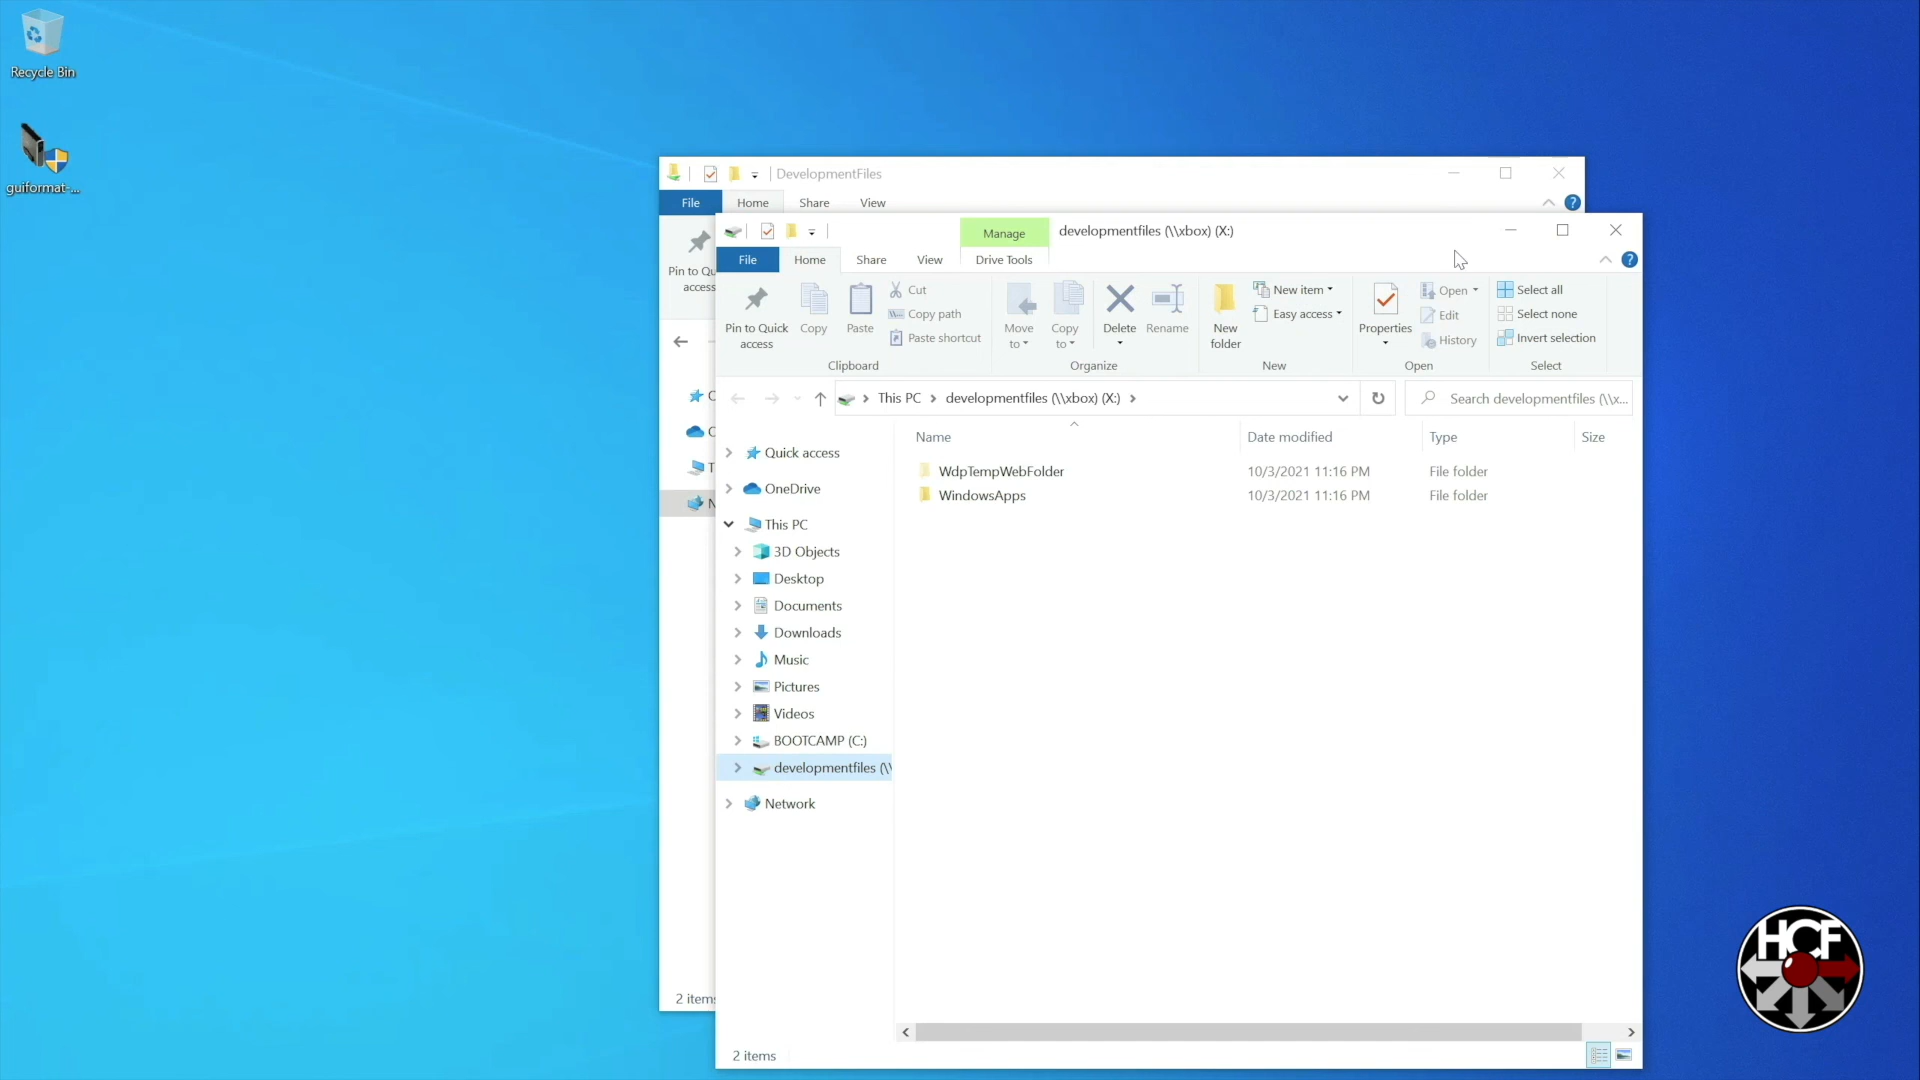 Recycle Bin
guiformat-...
DevelopmentFiles
File Home Share View
Pin to Qu
access
Manage
developmentfiles (\\xbox) (X:)
File Home Share View Drive Tools
Pin to Quick
access
Copy
Paste
Cut
Copy path
Paste shortcut
Clipboard
Move
to
Copy
to
Delete
Rename
Organize
New
folder
New item
Easy access
New
Properties
Open
Edit
History
Open
Select all
Select none
Invert selection
Select
This PC developmentfiles (\\xbox) (X:)
Search developmentfiles (\\x...
Name Date modified Type Size
WdpTempWebFolder 10/3/2021 11:16 PM File folder
WindowsApps 10/3/2021 11:16 PM File folder
Quick access
OneDrive
This PC
3D Objects
Desktop
Documents
Downloads
Music
Pictures
Videos
BOOTCAMP (C:)
developmentfiles (\\
Network
2 items
2 items
HCF